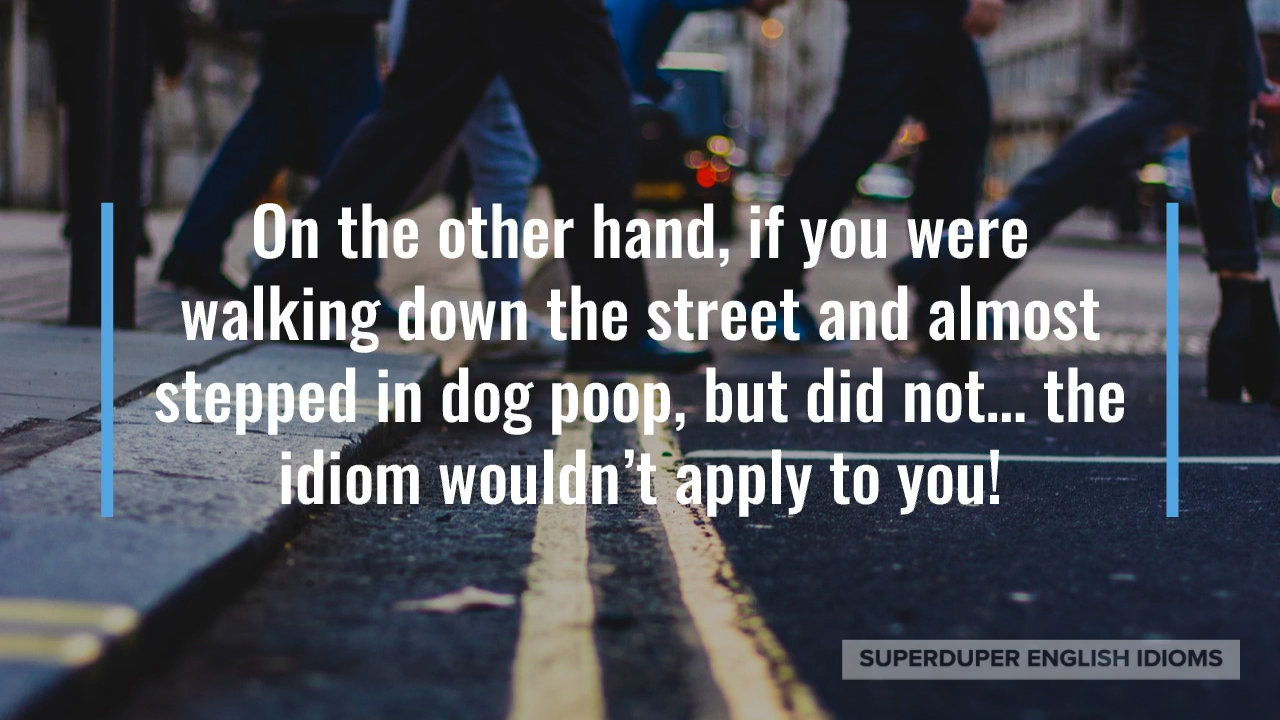 On the other hand, if you were
walking down the street and almost
stepped in dog poop, but did not... the
idiom wouldn’t apply to you!
SUPERDUPER ENGLISH IDIOMS